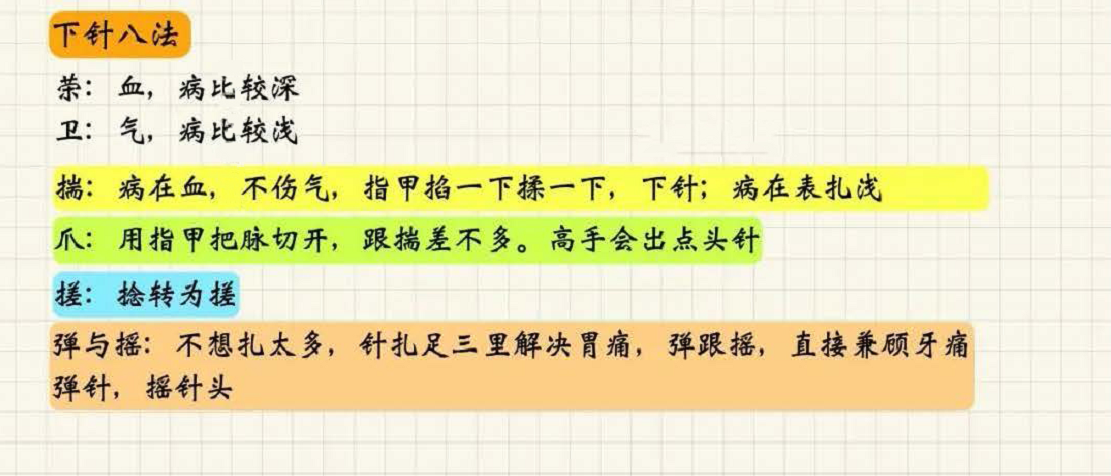 下针八法
荣：血，病比较深
卫：气，病比较浅
揣：病在血，不伤气，指甲掐一下揉一下，下针；病在表扎浅
爪：用指甲把脉切开，跟揣差不多。高手会出点头针
搓：捻转为搓
弹与摇：不想扎太多，针扎足三里解决胃痛，弹跟摇，直接兼顾牙痛
弹针，摇针头